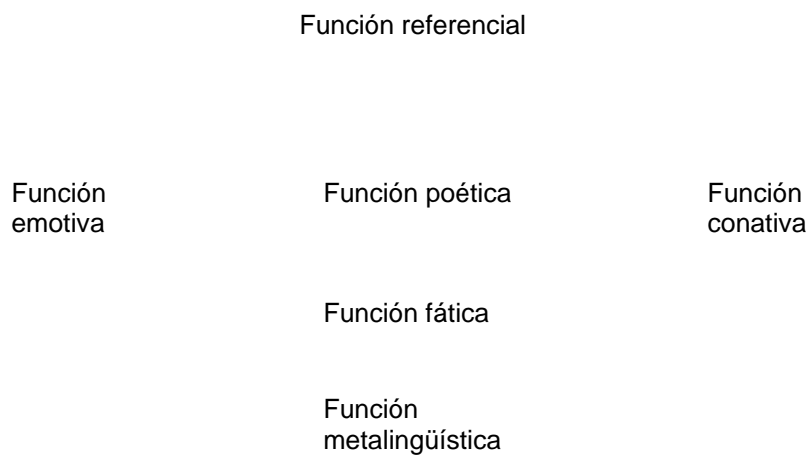 Función referencial
Función
emotiva
Función poética
Función
conativa
Función fática
Función
metalingüística